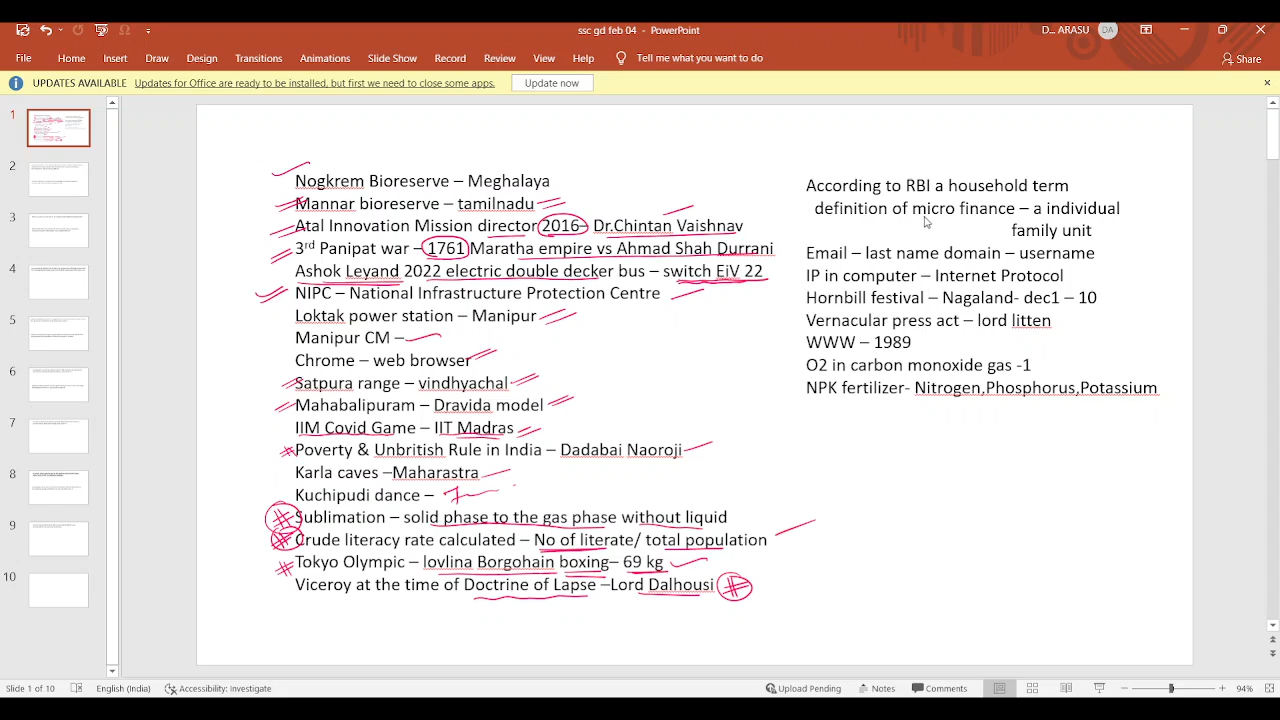 ssc gd feb 04 - PowerPoint
D... ARASU
DA
File Home Insert Draw Design Transitions Animations Slide Show Record Review View Help Tell me what you want to do
Share
UPDATES AVAILABLE Updates for Office are ready to be installed, but first we need to close some apps. Update now
1
2
3
4
5
6
7
8
9
10
Nogkrem Bioreserve – Meghalaya
Mannar bioreserve – tamilnadu
Atal Innovation Mission director 2016– Dr.Chintan Vaishnav
3rd Panipat war – 1761 Maratha empire vs Ahmad Shah Durrani
Ashok Leyand 2022 electric double decker bus – switch EiV 22
NIPC – National Infrastructure Protection Centre
Loktak power station – Manipur
Manipur CM –
Chrome – web browser
Satpura range – vindhyachal
Mahabalipuram – Dravida model
IIM Covid Game – IIT Madras
Poverty & Unbritish Rule in India – Dadabai Naoroji
Karla caves –Maharastra
Kuchipudi dance –
Sublimation – solid phase to the gas phase without liquid
Crude literacy rate calculated – No of literate/ total population
Tokyo Olympic – lovlina Borgohain boxing– 69 kg
Viceroy at the time of Doctrine of Lapse –Lord Dalhousi
According to RBI a household term
definition of micro finance – a individual
family unit
Email – last name domain – username
IP in computer – Internet Protocol
Hornbill festival – Nagaland- dec1 – 10
Vernacular press act – lord litten
WWW – 1989
O2 in carbon monoxide gas -1
NPK fertilizer- Nitrogen,Phosphorus,Potassium
Slide 1 of 10 English (India) Accessibility: Investigate Upload Pending Notes Comments 94%